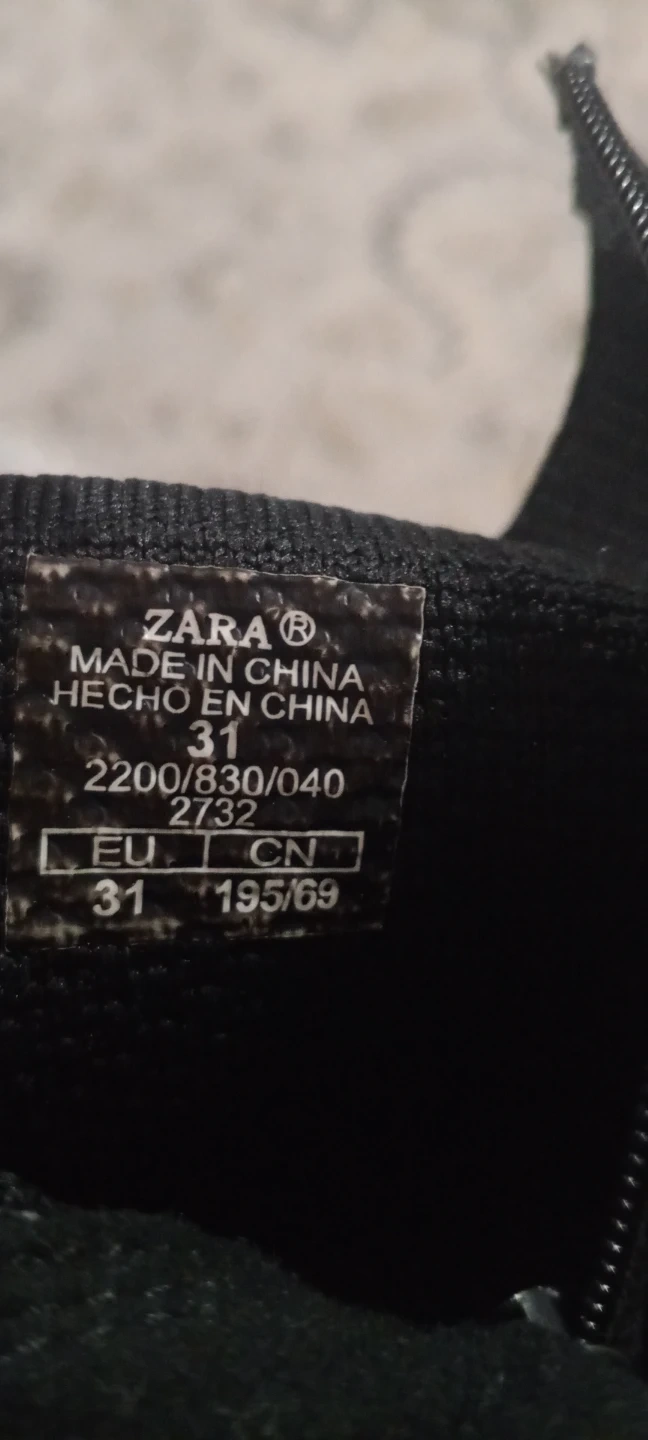 ZARA®
MADE IN CHINA
HECHO EN CHINA
31
2200/830/040
2732
EU CN
31 195/69